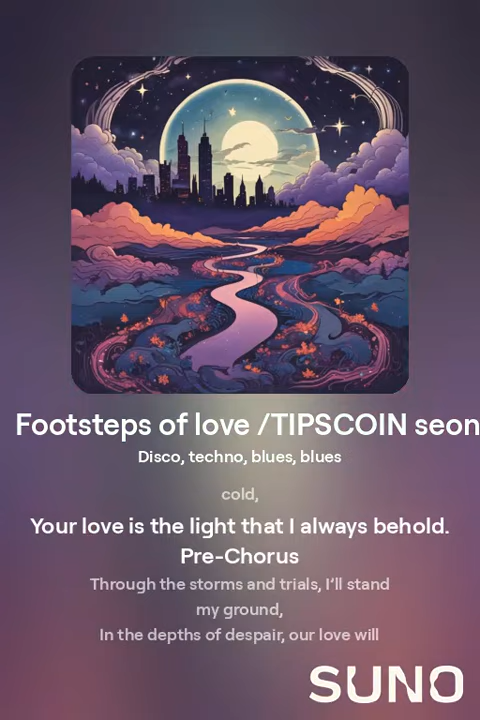 Footsteps of love /TIPSCOIN seon
Disco, techno, blues, blues
cold,
Your love is the light that I always behold.
Pre-Chorus
Through the storms and trials, I'll stand
my ground,
In the depths of despair, our love will
SUNO